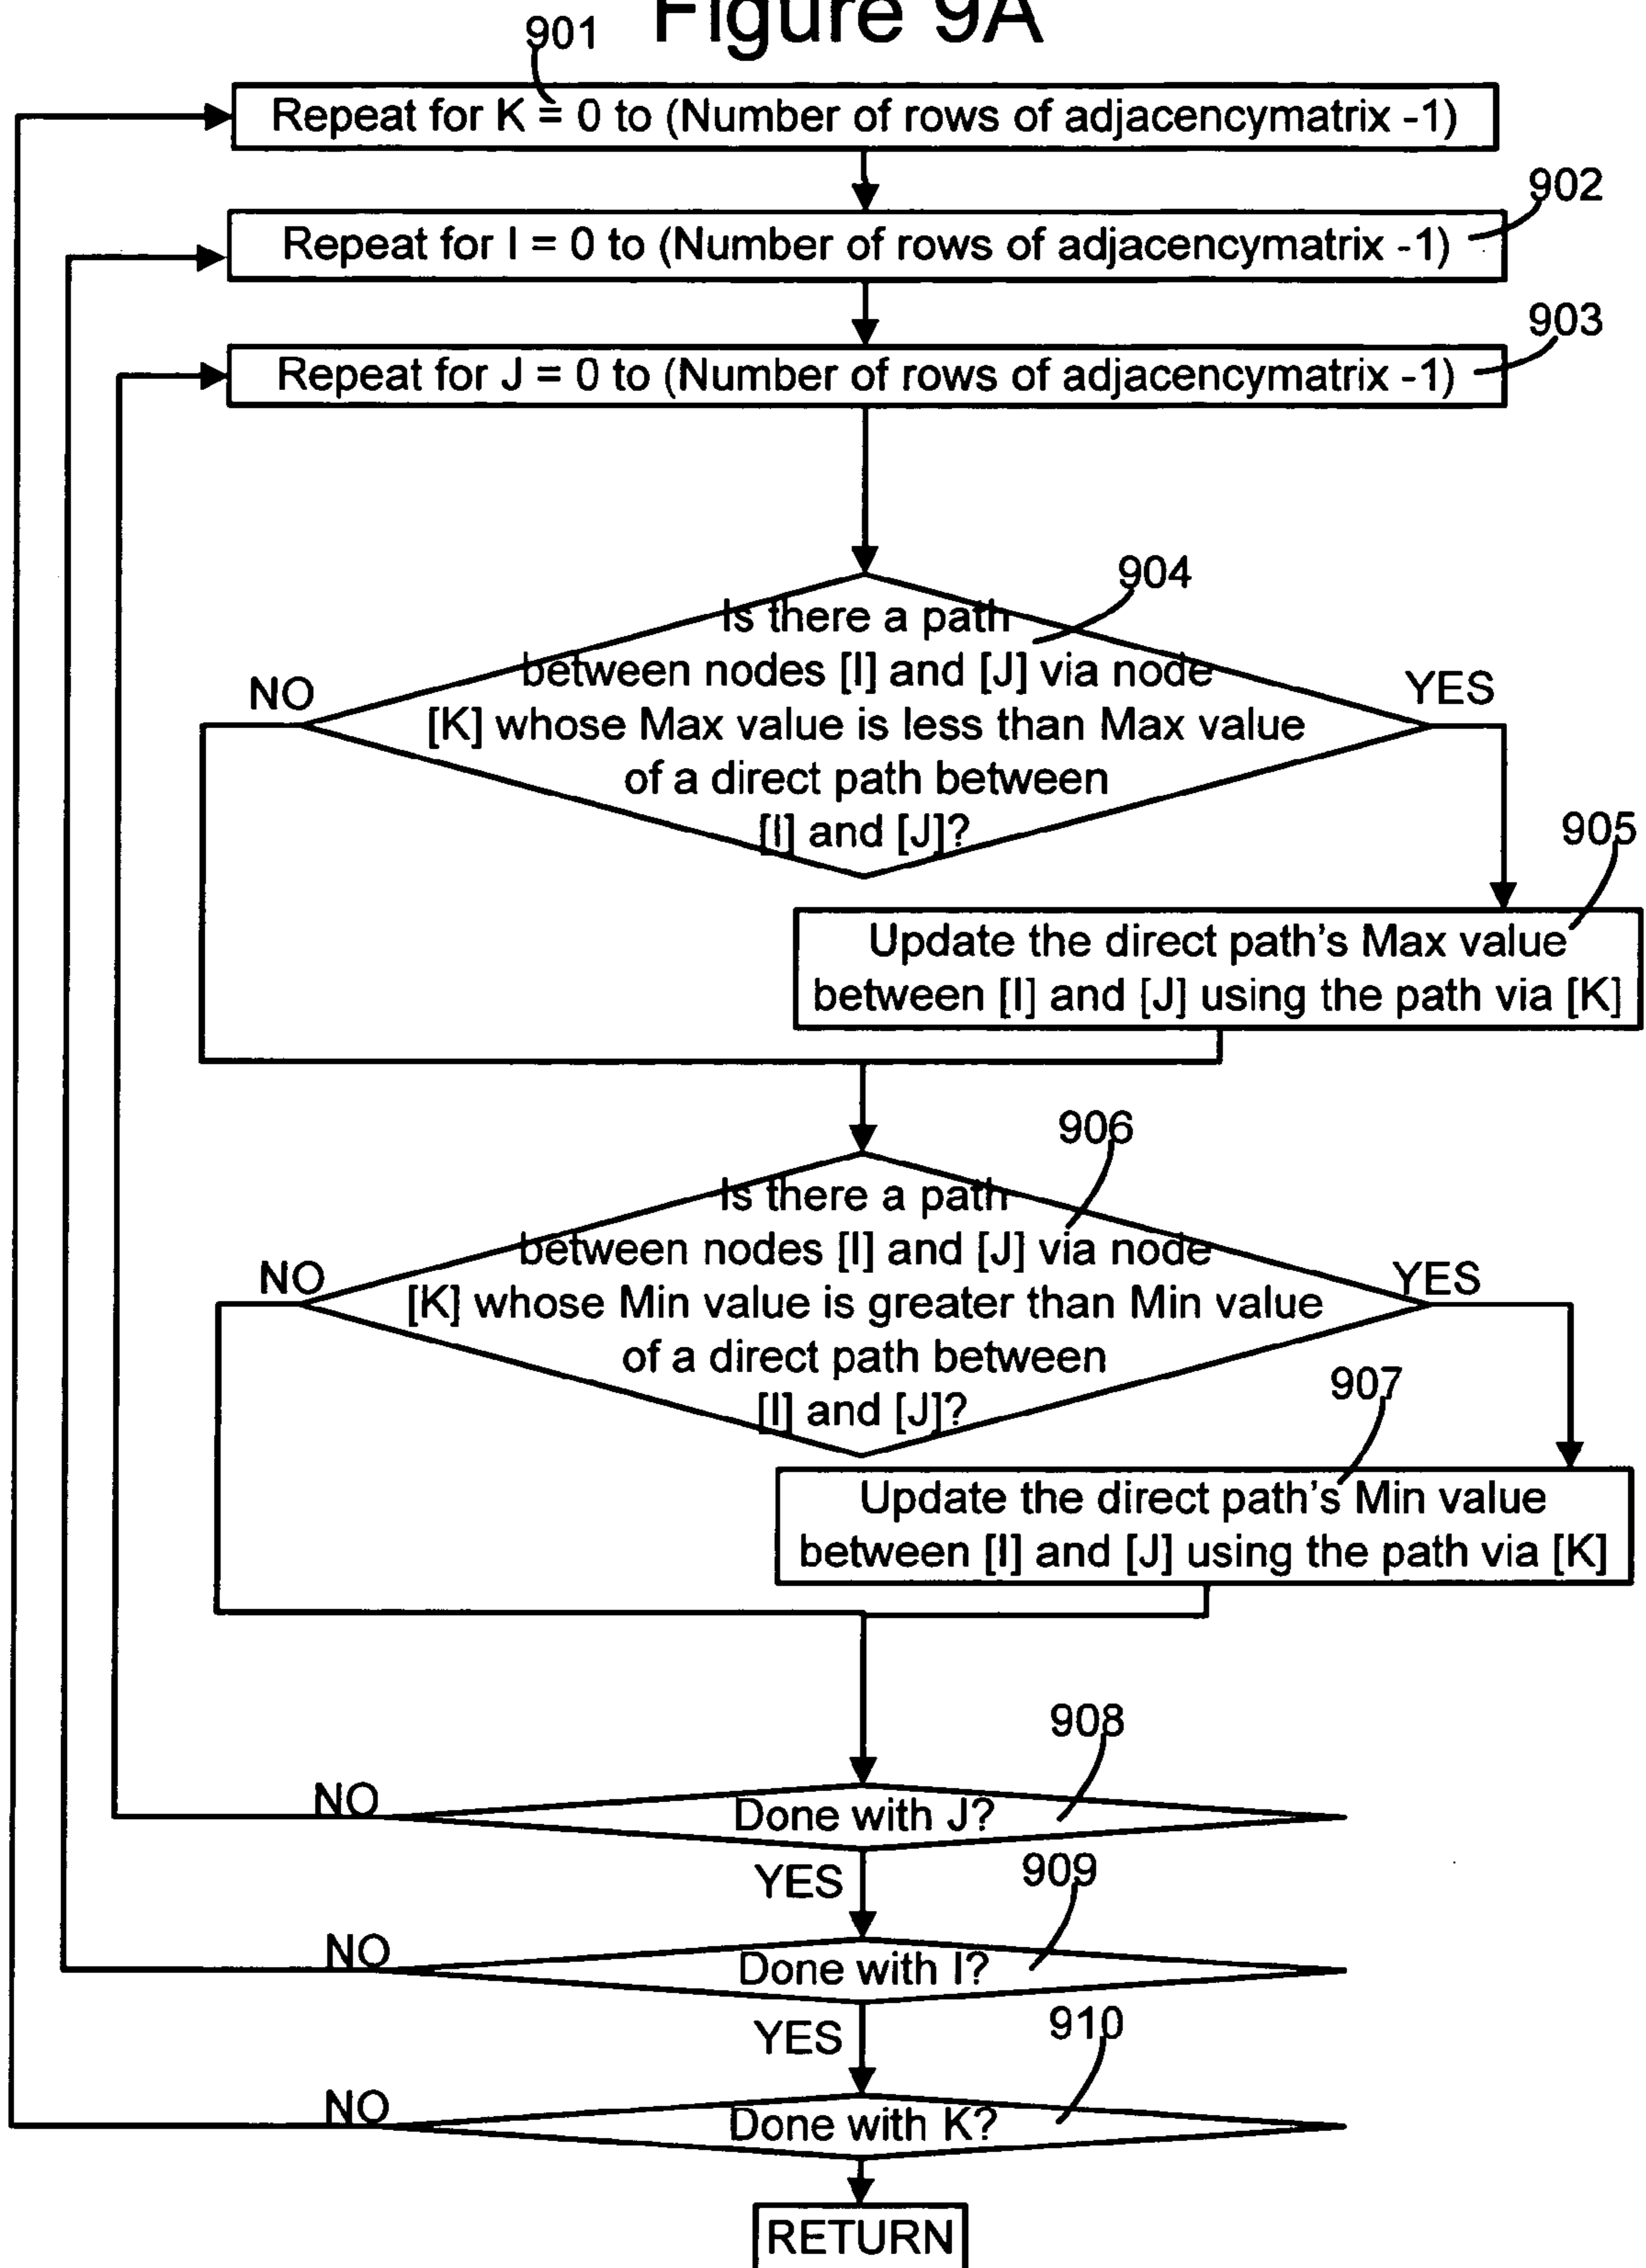 Figure 9A
901
Repeat for K = 0 to (Number of rows of adjacencymatrix -1)
902
Repeat for I = 0 to (Number of rows of adjacencymatrix -1)
903
Repeat for J = 0 to (Number of rows of adjacencymatrix -1)
904
Is there a path
between nodes [I] and [J] via node
[K] whose Max value is less than Max value
of a direct path between
[I] and [J]?
NO
YES
905
Update the direct path's Max value
between [I] and [J] using the path via [K]
906
Is there a path
between nodes [I] and [J] via node
[K] whose Min value is greater than Min value
of a direct path between
[I] and [J]?
NO
YES
907
Update the direct path's Min value
between [I] and [J] using the path via [K]
908
NO
Done with J?
YES
909
NO
Done with I?
YES
910
NO
Done with K?
RETURN